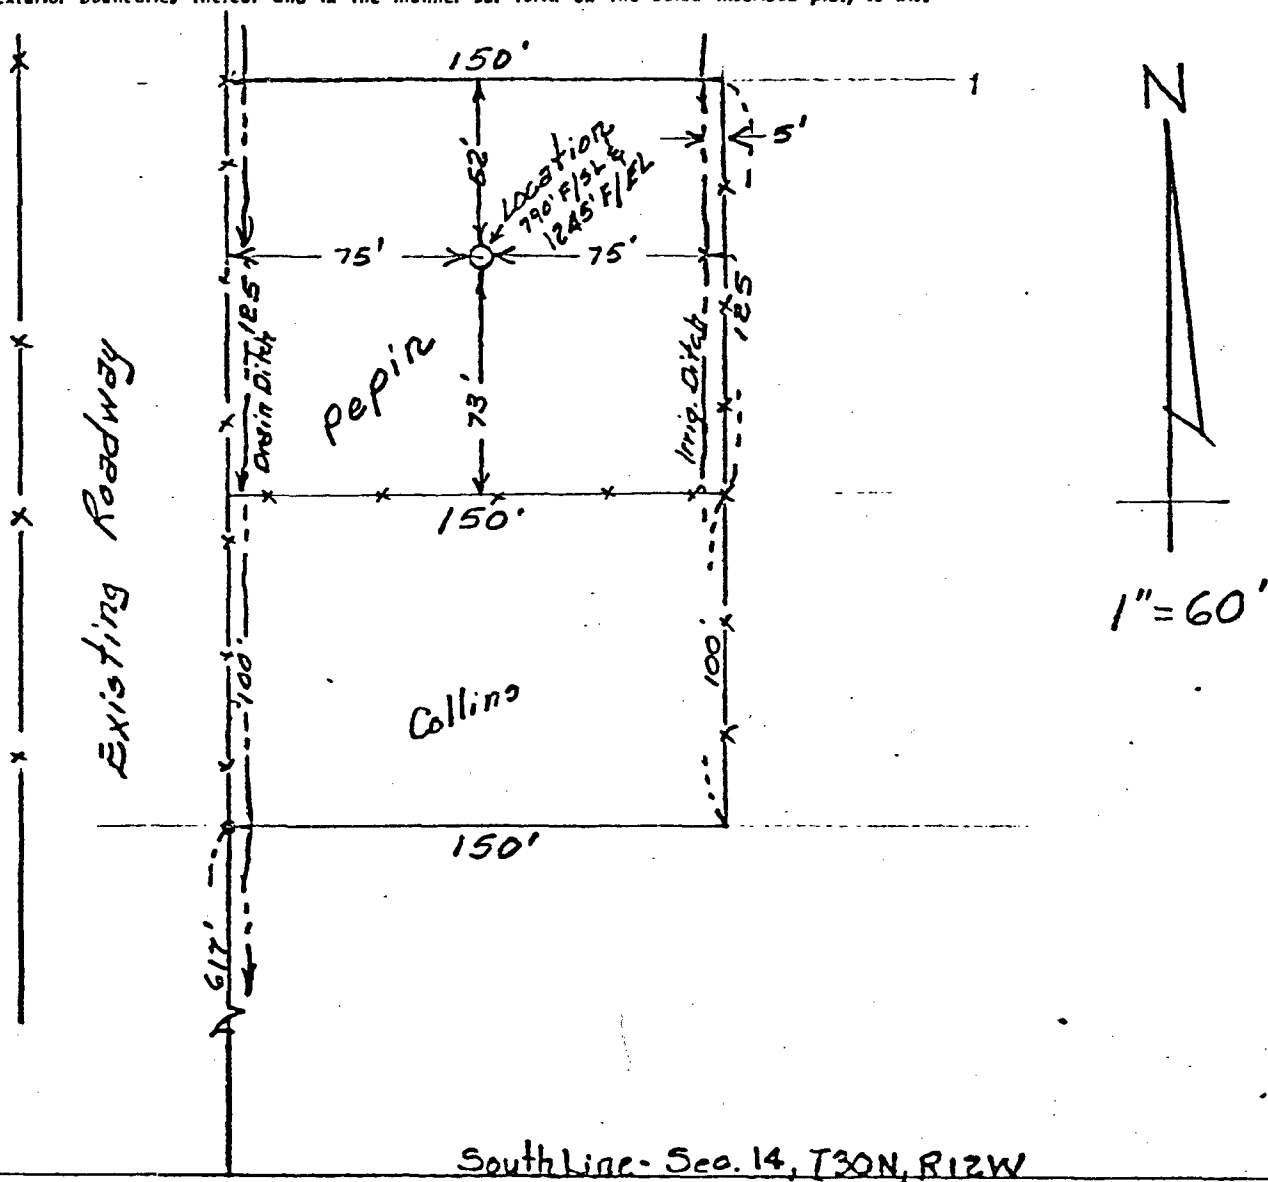 150'
N
5'
Location
790' F/SL &
1245' F/EL
52'
75'
75'
125'
Drain Ditch
pepin
73'
Irrig. Ditch
125
Existing Roadway
150'
1"=60'
100'
Collins
100'
150'
617'
South Line - Sec. 14, T30N, R12W